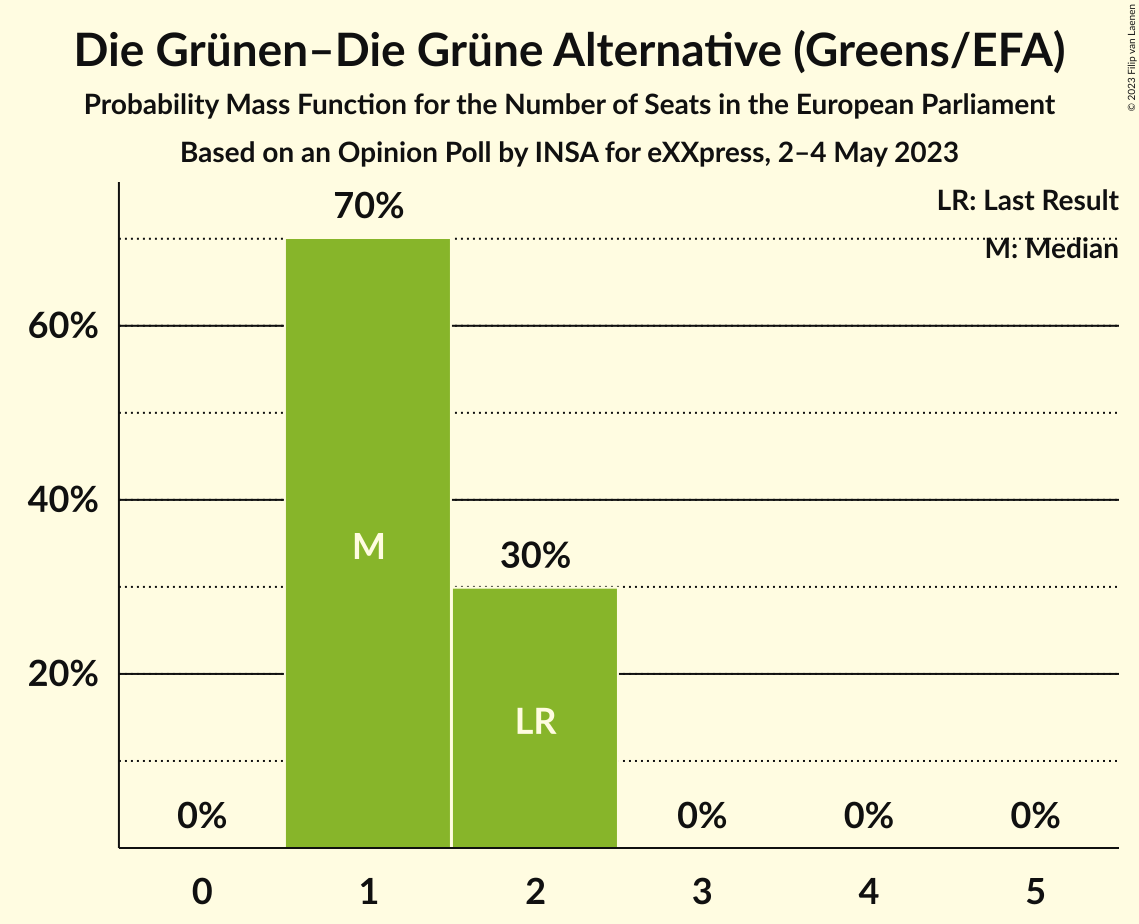 Die Grünen–Die Grüne Alternative (Greens/EFA)
Probability Mass Function for the Number of Seats in the European Parliament
Based on an Opinion Poll by INSA for eXXpress, 2–4 May 2023
© 2023 Filip van Laenen
LR: Last Result
M: Median
70%
60%
40%
M
30%
20%
LR
0%
0%
0%
0%
0
1
2
3
4
5